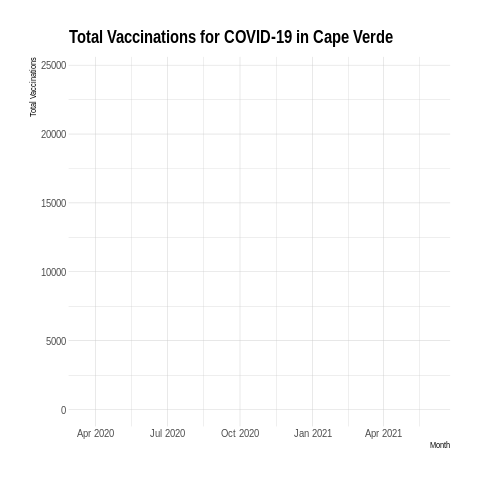 Total Vaccinations for COVID-19 in Cape Verde
Total Vaccinations
25000
20000
15000
10000
5000
0
Apr 2020 Jul 2020 Oct 2020 Jan 2021 Apr 2021
Month